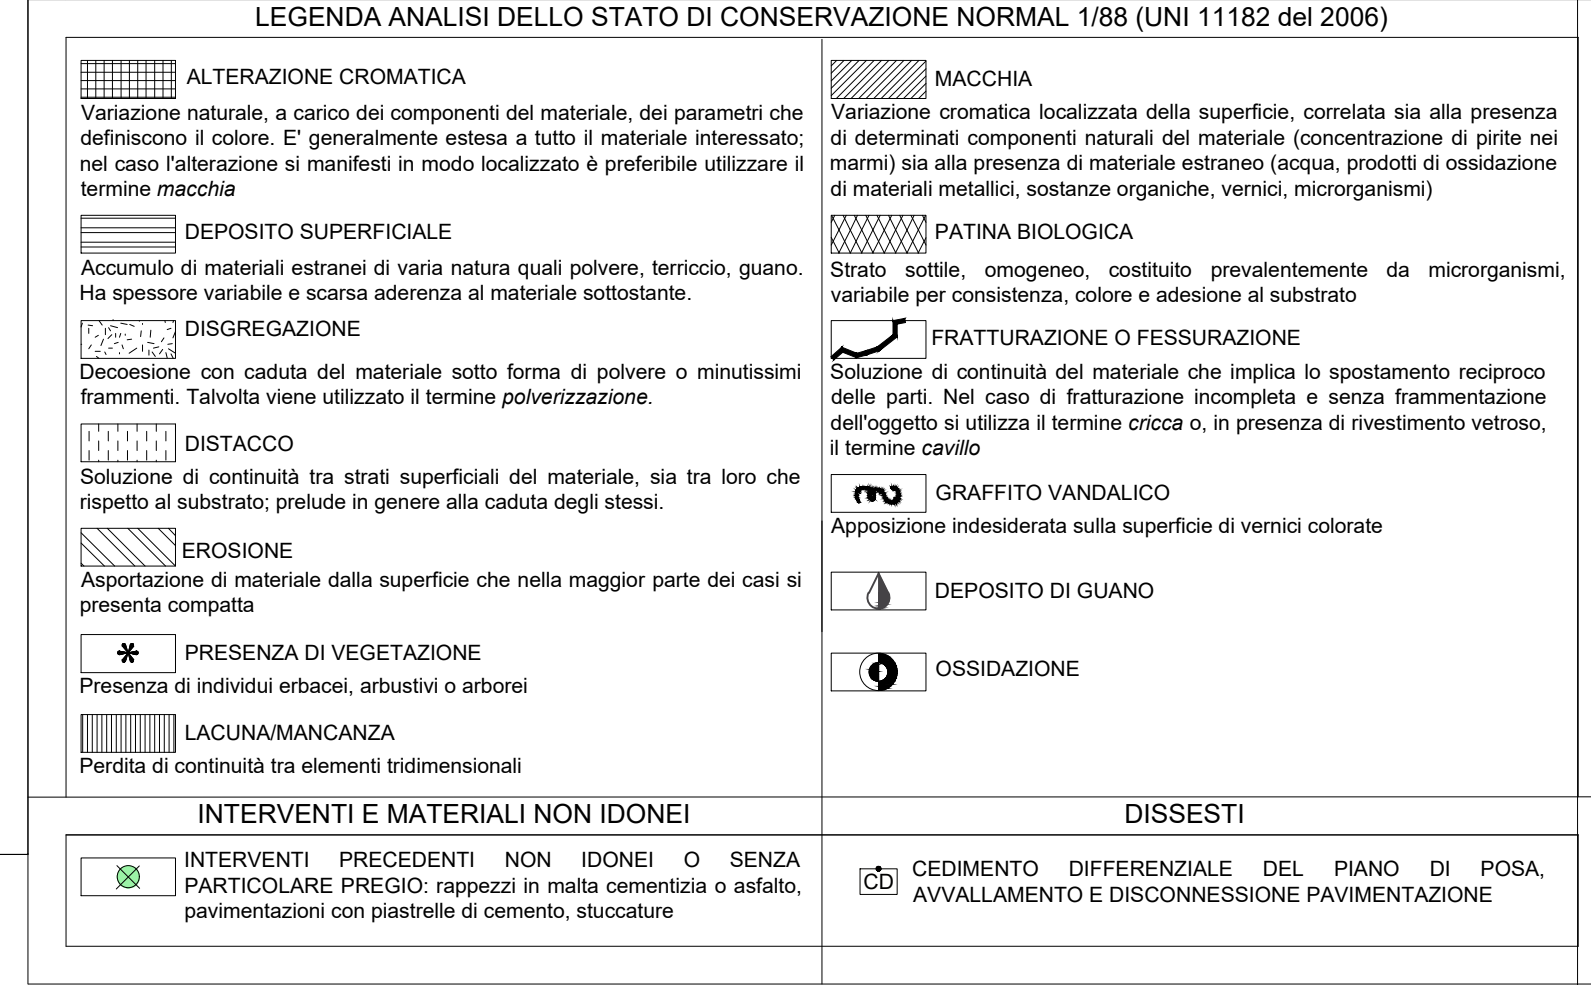 LEGENDA ANALISI DELLO STATO DI CONSERVAZIONE NORMAL 1/88 (UNI 11182 del 2006)
ALTERAZIONE CROMATICA
Variazione naturale, a carico dei componenti del materiale, dei parametri che
definiscono il colore. E' generalmente estesa a tutto il materiale interessato;
nel caso l'alterazione si manifesti in modo localizzato è preferibile utilizzare il
termine macchia
DEPOSITO SUPERFICIALE
Accumulo di materiali estranei di varia natura quali polvere, terriccio, guano.
Ha spessore variabile e scarsa aderenza al materiale sottostante.
DISGREGAZIONE
Decoesione con caduta del materiale sotto forma di polvere o minutissimi
frammenti. Talvolta viene utilizzato il termine polverizzazione.
DISTACCO
Soluzione di continuità tra strati superficiali del materiale, sia tra loro che
rispetto al substrato; prelude in genere alla caduta degli stessi.
EROSIONE
Asportazione di materiale dalla superficie che nella maggior parte dei casi si
presenta compatta
PRESENZA DI VEGETAZIONE
Presenza di individui erbacei, arbustivi o arborei
LACUNA/MANCANZA
Perdita di continuità tra elementi tridimensionali
MACCHIA
Variazione cromatica localizzata della superficie, correlata sia alla presenza
di determinati componenti naturali del materiale (concentrazione di pirite nei
marmi) sia alla presenza di materiale estraneo (acqua, prodotti di ossidazione
di materiali metallici, sostanze organiche, vernici, microrganismi)
PATINA BIOLOGICA
Strato sottile, omogeneo, costituito prevalentemente da microrganismi,
variabile per consistenza, colore e adesione al substrato
FRATTURAZIONE O FESSURAZIONE
Soluzione di continuità del materiale che implica lo spostamento reciproco
delle parti. Nel caso di fratturazione incompleta e senza frammentazione
dell'oggetto si utilizza il termine cricca o, in presenza di rivestimento vetroso,
il termine cavillo
GRAFFITO VANDALICO
Apposizione indesiderata sulla superficie di vernici colorate
DEPOSITO DI GUANO
OSSIDAZIONE
INTERVENTI E MATERIALI NON IDONEI
INTERVENTI PRECEDENTI NON IDONEI O SENZA
PARTICOLARE PREGIO: rappezzi in malta cementizia o asfalto,
pavimentazioni con piastrelle di cemento, stuccature
DISSESTI
CD
CEDIMENTO DIFFERENZIALE DEL PIANO DI POSA,
AVVALLAMENTO E DISCONNESSIONE PAVIMENTAZIONE